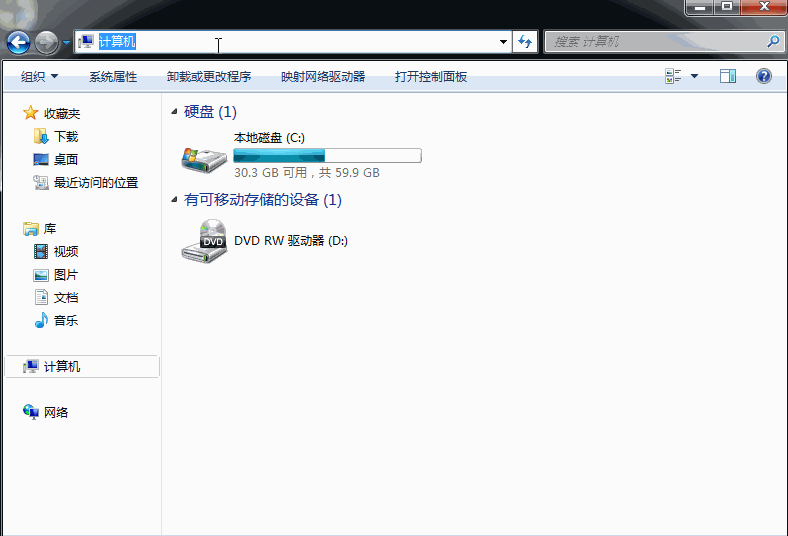 计算机
搜索 计算机
组织 系统属性 卸载或更改程序 映射网络驱动器 打开控制面板
收藏夹
下载
桌面
最近访问的位置
库
视频
图片
文档
音乐
计算机
网络
硬盘 (1)
本地磁盘 (C:)
30.3 GB 可用，共 59.9 GB
有可移动存储的设备 (1)
DVD
DVD RW 驱动器 (D:)